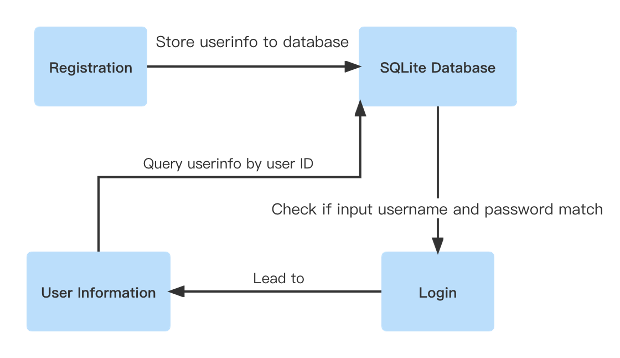 Store userinfo to database
Registration
SQLite Database
Query userinfo by user ID
Check if input username and password match
Lead to
User Information
Login